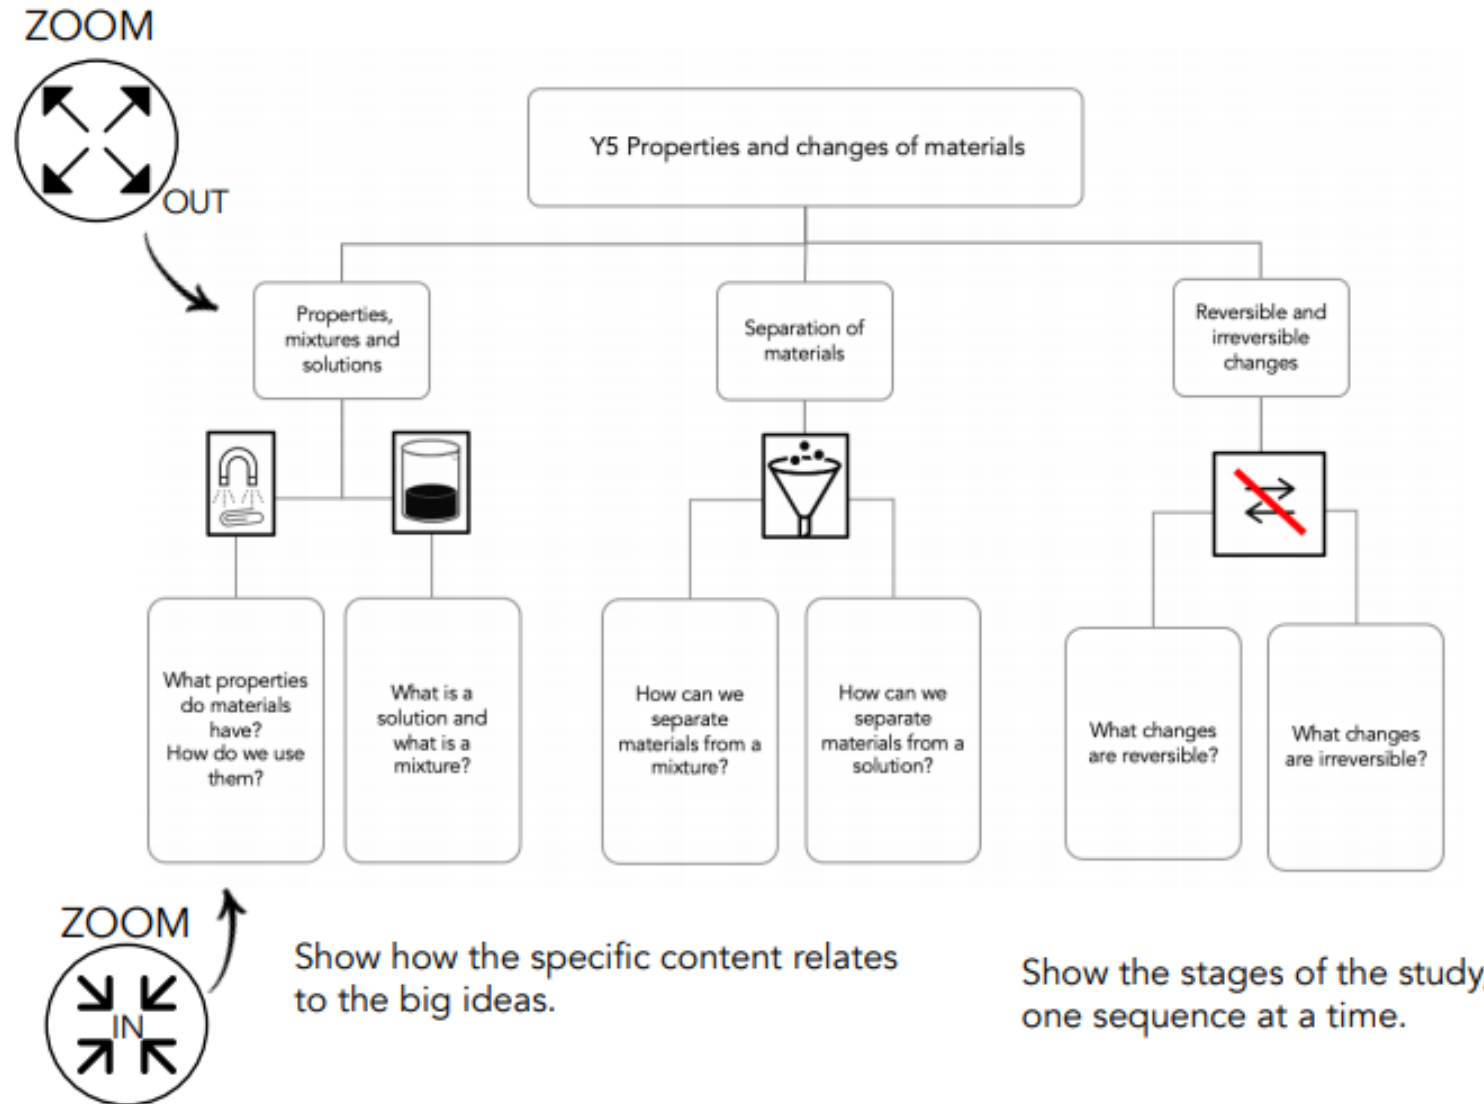 ZOOM
OUT
Y5 Properties and changes of materials
Properties,
mixtures and
solutions
Separation of
materials
Reversible and
irreversible
changes
What properties
do materials
have?
How do we use
them?
What is a
solution and
what is a
mixture?
How can we
separate
materials from a
mixture?
How can we
separate
materials from a
solution?
What changes
are reversible?
What changes
are irreversible?
ZOOM
IN
Show how the specific content relates
to the big ideas.
Show the stages of the study,
one sequence at a time.